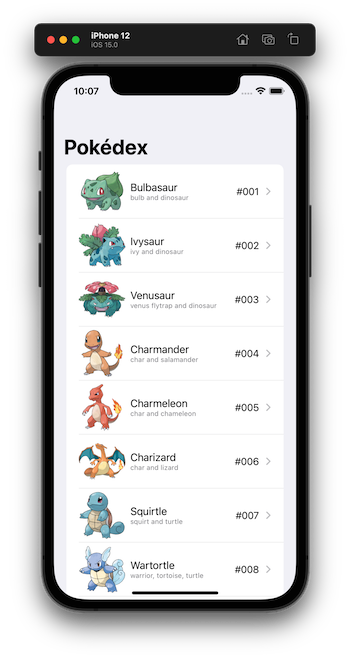 iPhone 12
iOS 15.0
10:07
Pokédex
Bulbasaur
bulb and dinosaur
#001
Ivysaur
ivy and dinosaur
#002
Venusaur
venus flytrap and dinosaur
#003
Charmander
char and salamander
#004
Charmeleon
char and chameleon
#005
Charizard
char and lizard
#006
Squirtle
squirt and turtle
#007
Wartortle
warrior, tortoise, turtle
#008